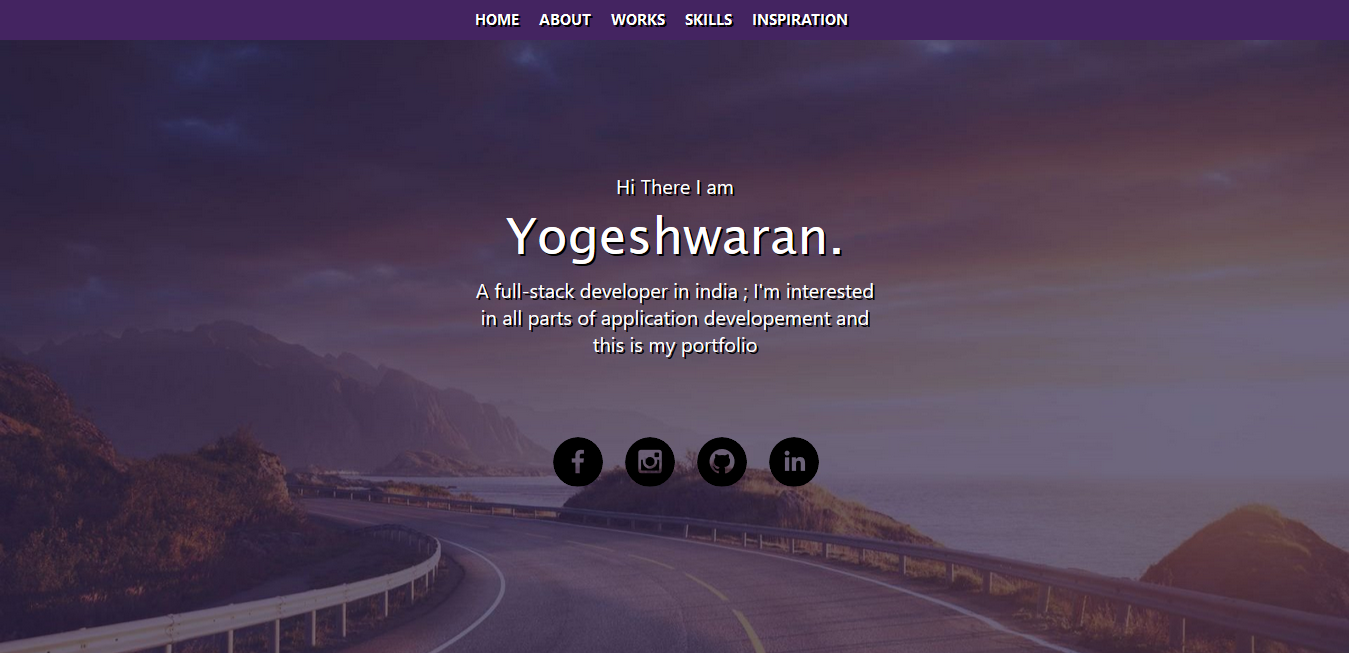 HOME ABOUT WORKS SKILLS INSPIRATION
Hi There I am
Yogeshwaran.
A full-stack developer in india ; I'm interested
in all parts of application developement and
this is my portfolio